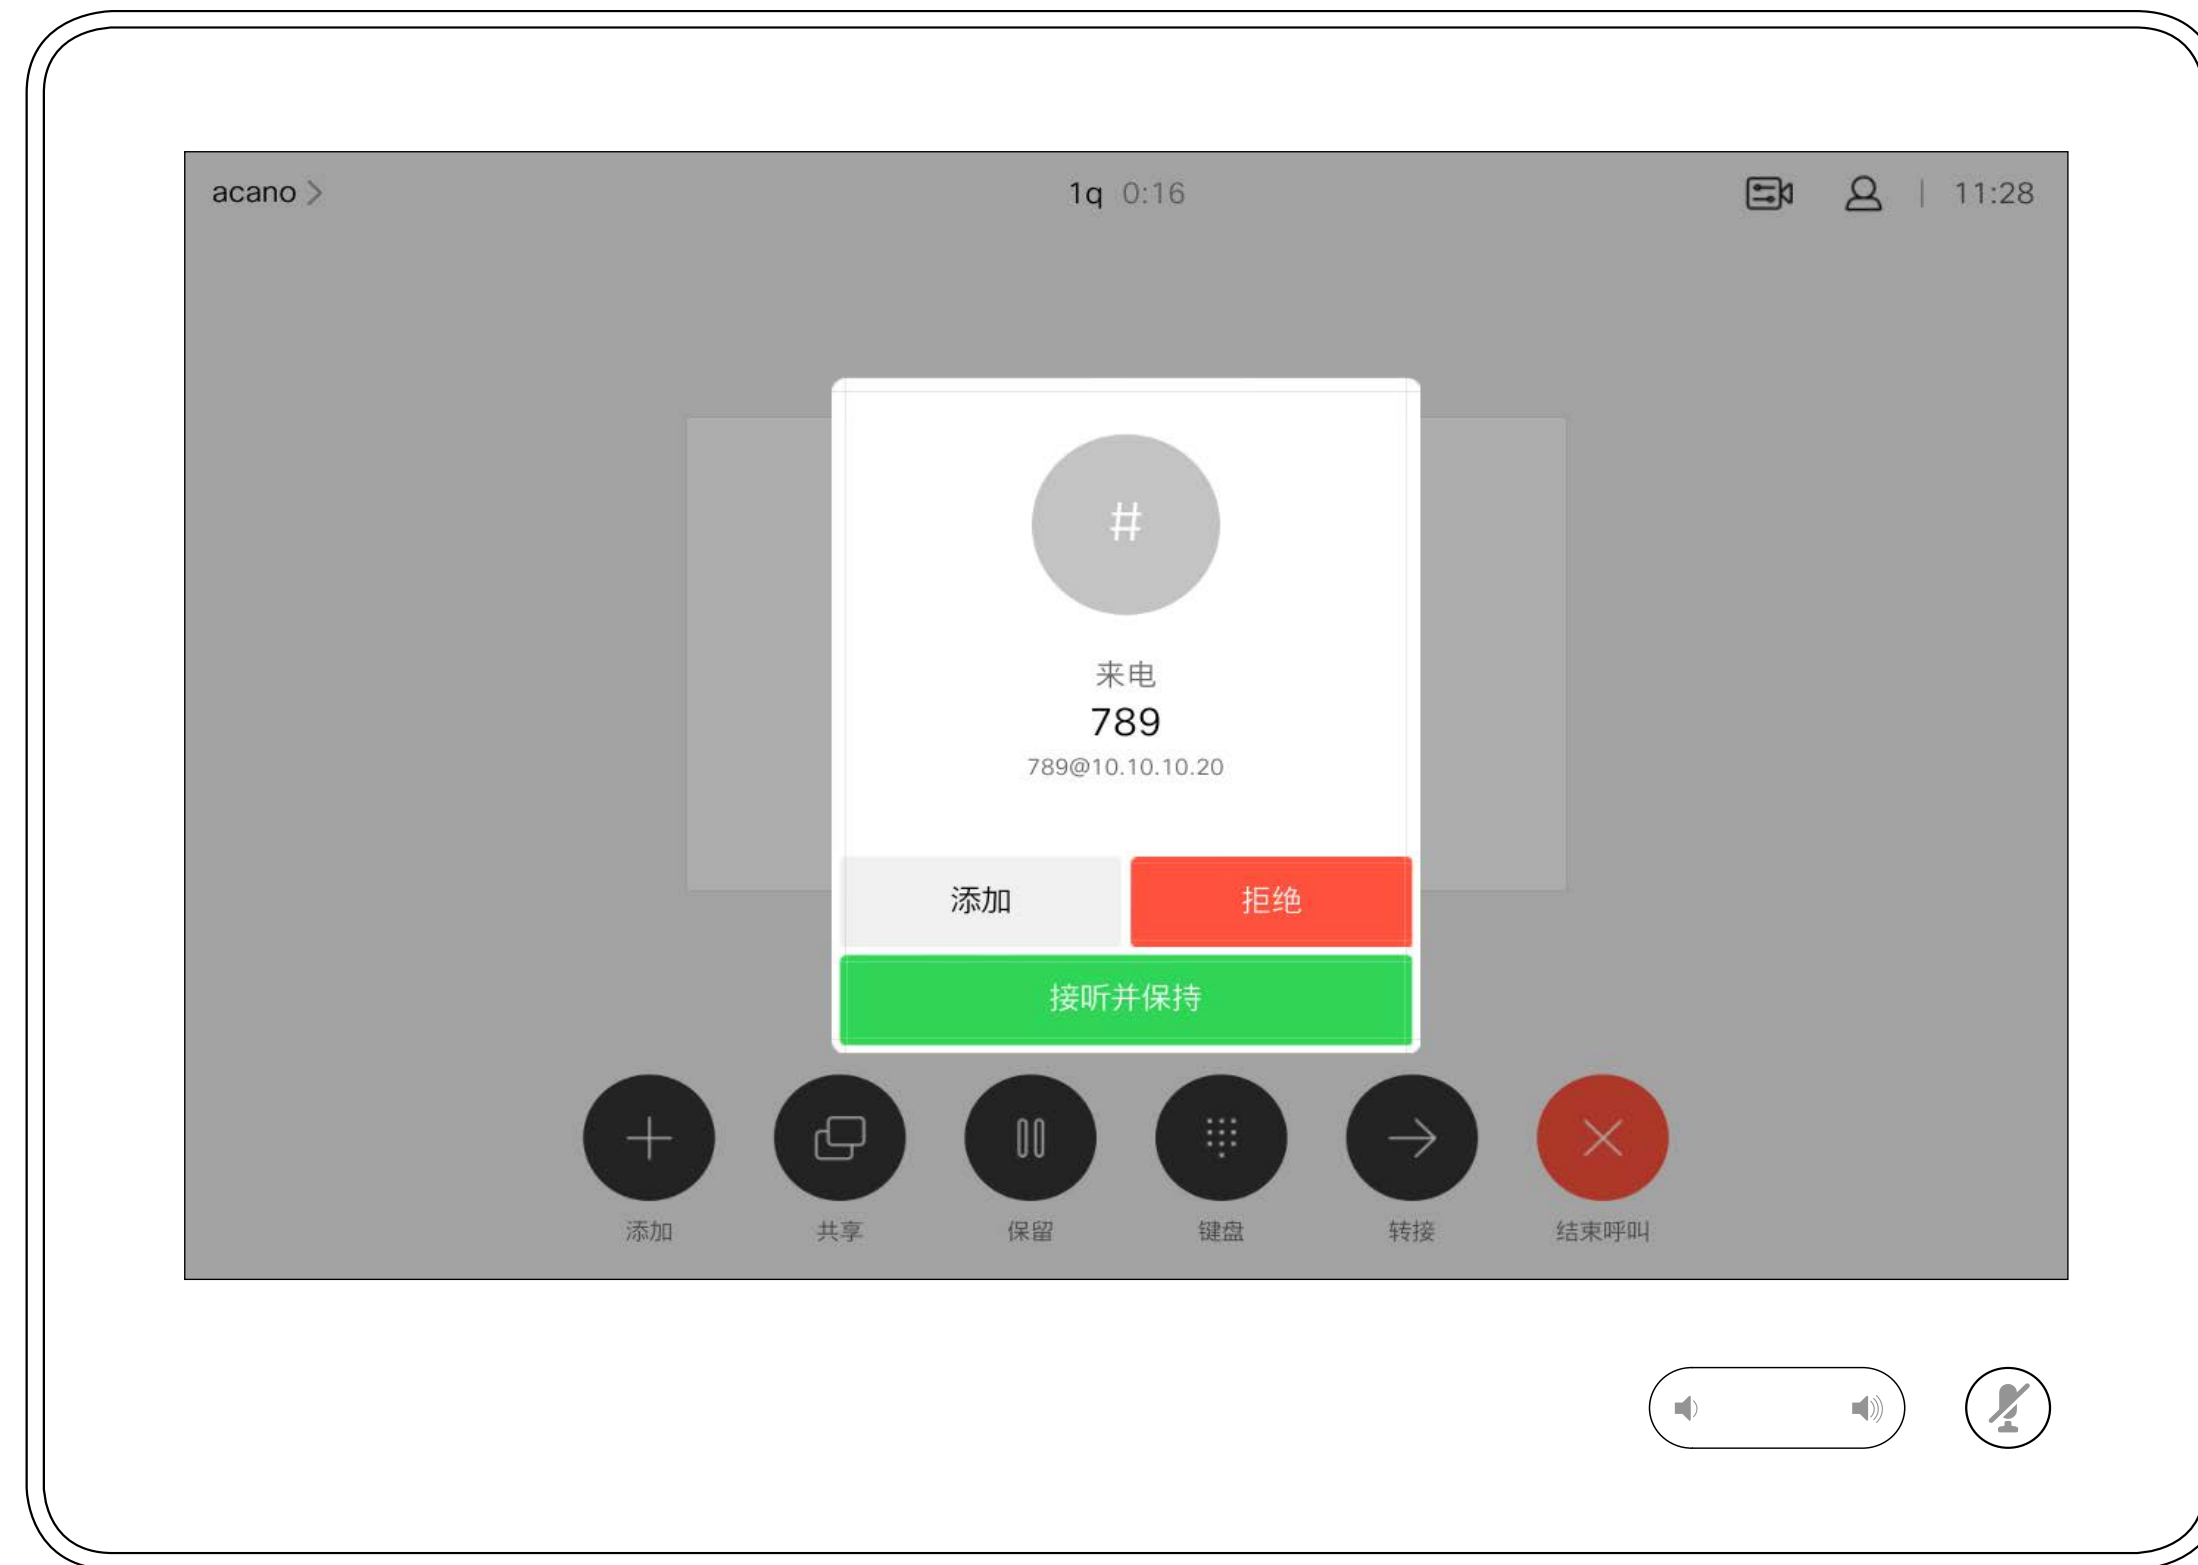 acano
1q 0:16
11:28
#
来电
789
789@10.10.10.20
添加
拒绝
接听并保持
添加
共享
保留
键盘
转接
结束呼叫